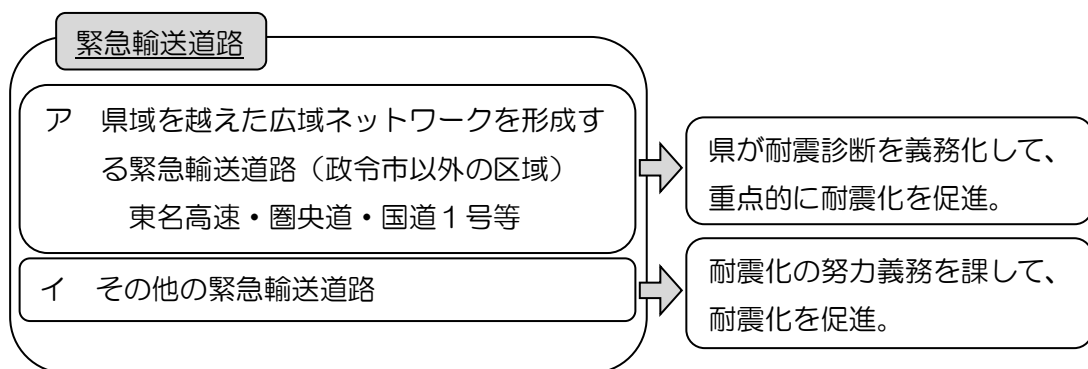 緊急輸送道路
ア 県域を越えた広域ネットワークを形成す
る緊急輸送道路（政令市以外の区域）
東名高速・圏央道・国道１号等
県が耐震診断を義務化して、
重点的に耐震化を促進。
イ その他の緊急輸送道路
耐震化の努力義務を課して、
耐震化を促進。